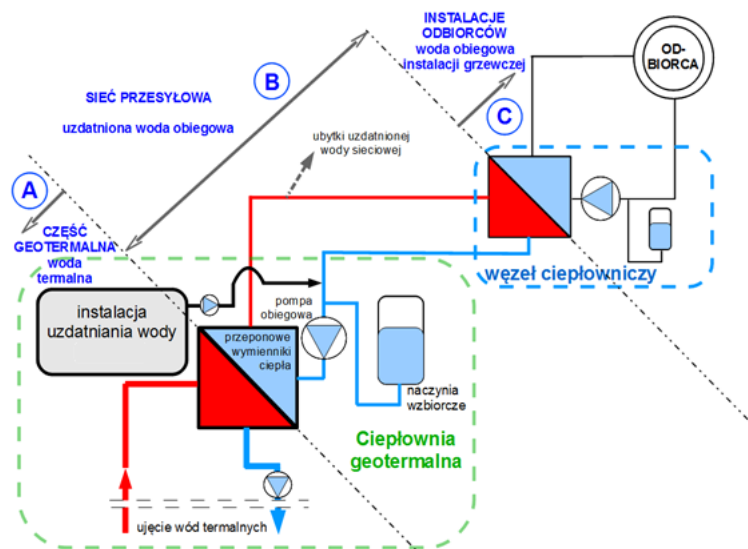 INSTALACJE
ODBIORCÓW
woda obiegowa
instalacji grzewczej
OD-
BIORCA
B
SIEĆ PRZESYŁOWA
uzdatniona woda obiegowa
C
ubytki uzdatnionej
wody sieciowej
A
CZĘŚĆ
GEOTERMALNA
woda
termalna
węzeł ciepłowniczy
instalacja
uzdatniania wody
pompa
obiegowa
przeponowe
wymienniki
ciepła
naczynia
wzbiorcze
Ciepłownia
geotermalna
ujęcie wód termalnych